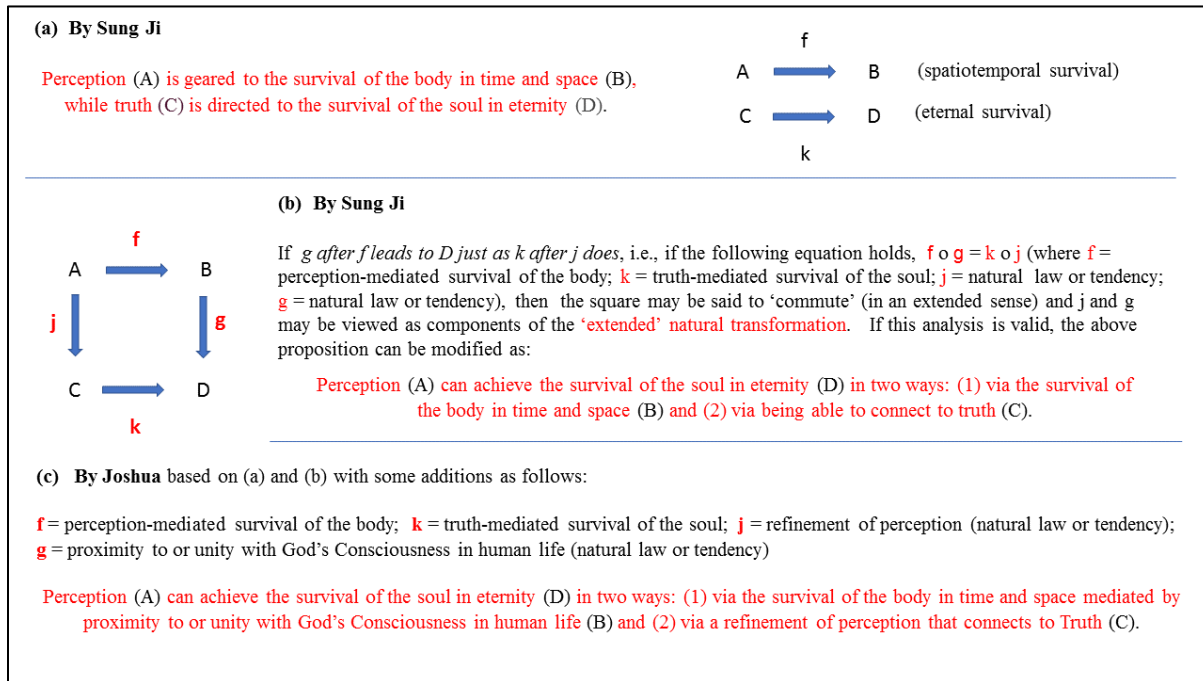 (a) By Sung Ji
Perception (A) is geared to the survival of the body in time and space (B),
while truth (C) is directed to the survival of the soul in eternity (D).
f
A B (spatiotemporal survival)
C D (eternal survival)
k
(b) By Sung Ji
f
A B
j g
C D
k
If g after f leads to D just as k after j does, i.e., if the following equation holds, f o g = k o j (where f =
perception-mediated survival of the body; k = truth-mediated survival of the soul; j = natural law or tendency;
g = natural law or tendency), then the square may be said to ‘commute’ (in an extended sense) and j and g
may be viewed as components of the ‘extended’ natural transformation. If this analysis is valid, the above
proposition can be modified as:
Perception (A) can achieve the survival of the soul in eternity (D) in two ways: (1) via the survival of
the body in time and space (B) and (2) via being able to connect to truth (C).
(c) By Joshua based on (a) and (b) with some additions as follows:
f = perception-mediated survival of the body; k = truth-mediated survival of the soul; j = refinement of perception (natural law or tendency);
g = proximity to or unity with God’s Consciousness in human life (natural law or tendency)
Perception (A) can achieve the survival of the soul in eternity (D) in two ways: (1) via the survival of the body in time and space mediated by
proximity to or unity with God’s Consciousness in human life (B) and (2) via a refinement of perception that connects to Truth (C).